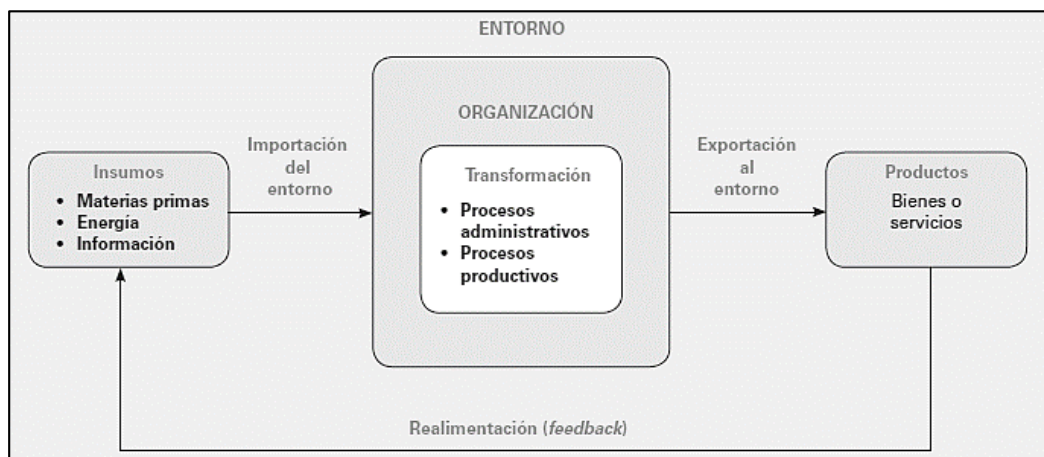 ENTORNO
ORGANIZACIÓN
Importación
del
entorno
Exportación
al
entorno
Insumos
• Materias primas
• Energía
• Información
Transformación
• Procesos
administrativos
• Procesos
productivos
Productos
Bienes o
servicios
Realimentación (feedback)